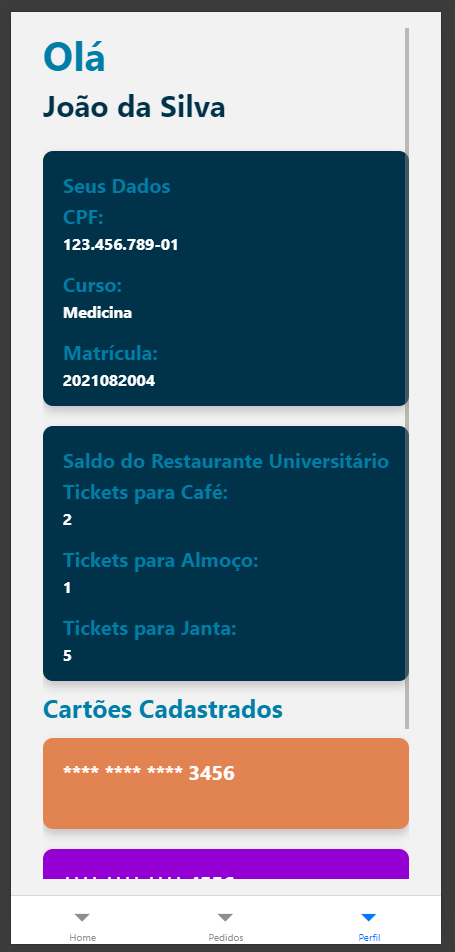 Olá
João da Silva
Seus Dados
CPF:
123.456.789-01
Curso:
Medicina
Matrícula:
2021082004
Saldo do Restaurante Universitário
Tickets para Café:
2
Tickets para Almoço:
1
Tickets para Janta:
5
Cartões Cadastrados
**** **** **** 3456
Home
Pedidos
Perfil